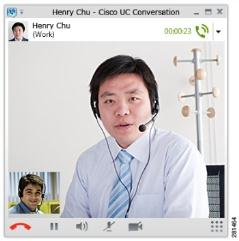 Henry Chu - Cisco UC Conversation
Henry Chu
(Work)
00:00:23
281464